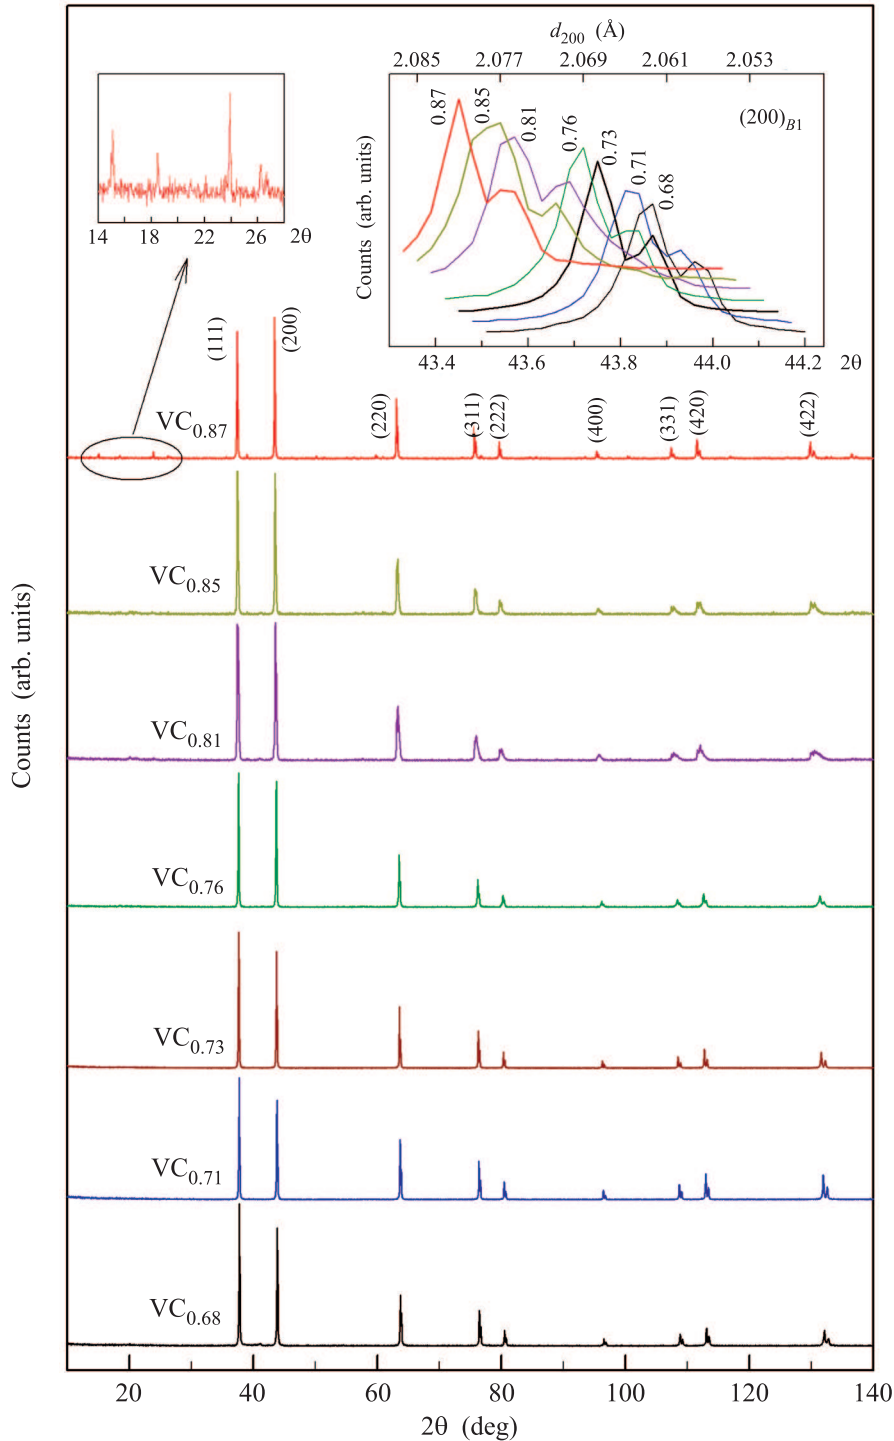 d200 (Å)
2.085 2.077 2.069 2.061 2.053
0.87
0.85
0.81
0.76
0.73
0.71
0.68
(200)B1
Counts (arb. units)
43.4 43.6 43.8 44.0 44.2 2θ
14 18 22 26 2θ
(111)
(200)
(220)
(311)
(222)
(400)
(331)
(420)
(422)
VC0.87
VC0.85
VC0.81
VC0.76
VC0.73
VC0.71
VC0.68
Counts (arb. units)
20 40 60 80 100 120 140
2θ (deg)